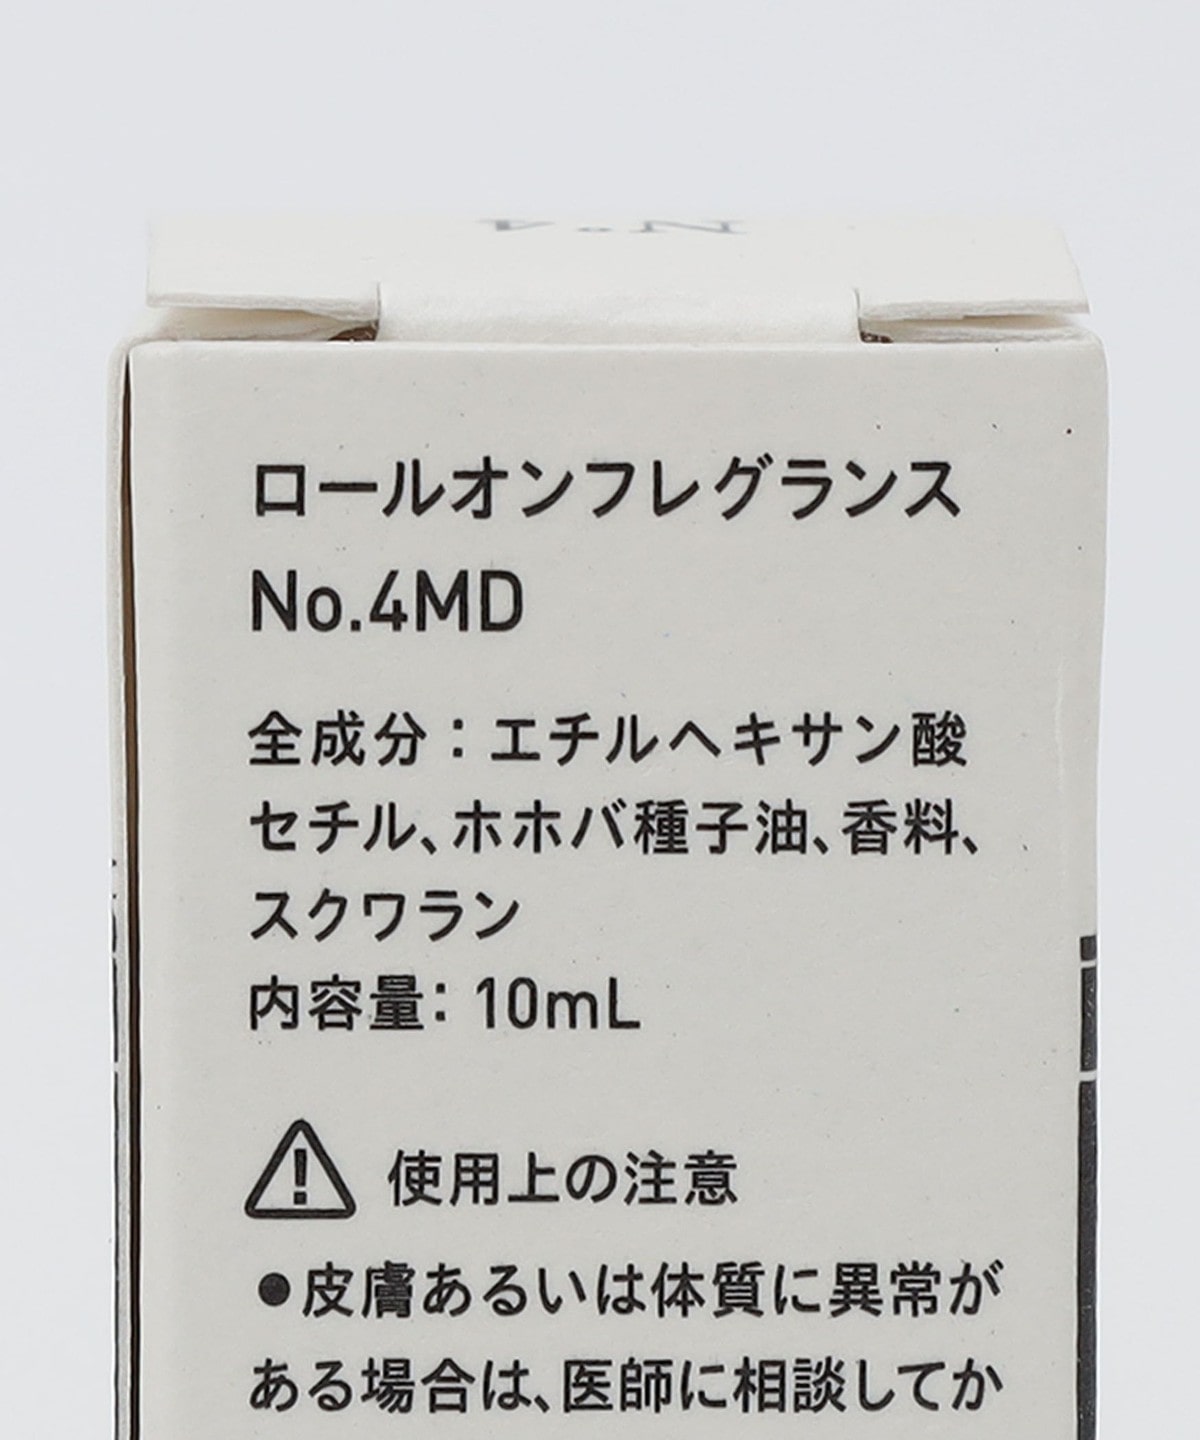 ロールオンフレグランス
No.4MD
全成分：エチルヘキサン酸
セチル、ホホバ種子油、香料、
スクワラン
内容量：10mL
使用上の注意
●皮膚あるいは体質に異常が
ある場合は、医師に相談してか